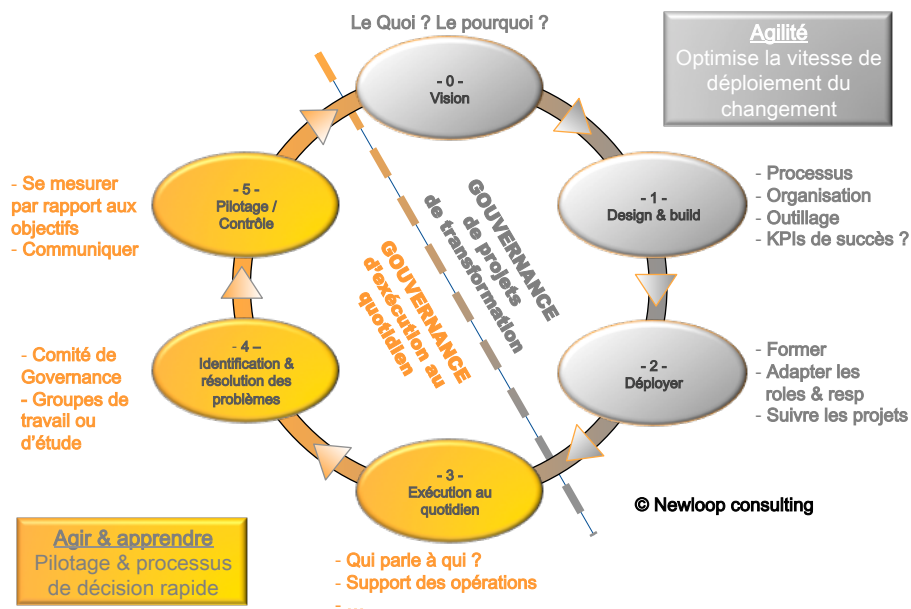 Le Quoi ? Le pourquoi ?
Agilité
Optimise la vitesse de
déploiement du
changement
- 0 -
Vision
- 1 -
Design & build
- Processus
- Organisation
- Outillage
- KPIs de succès ?
- 2 -
Déployer
- Former
- Adapter les
roles & resp
- Suivre les projets
GOUVERNANCE
de projets
de transformation
GOUVERNANCE
d'exécution au
quotidien
- 5 -
Pilotage /
Contrôle
- Se mesurer
par rapport aux
objectifs
- Communiquer
- 4 –
Identification &
résolution des
problèmes
- Comité de
Governance
- Groupes de
travail ou
d'étude
- 3 -
Exécution au
quotidien
- Qui parle à qui ?
- Support des opérations
- ...
© Newloop consulting
Agir & apprendre
Pilotage & processus
de décision rapide